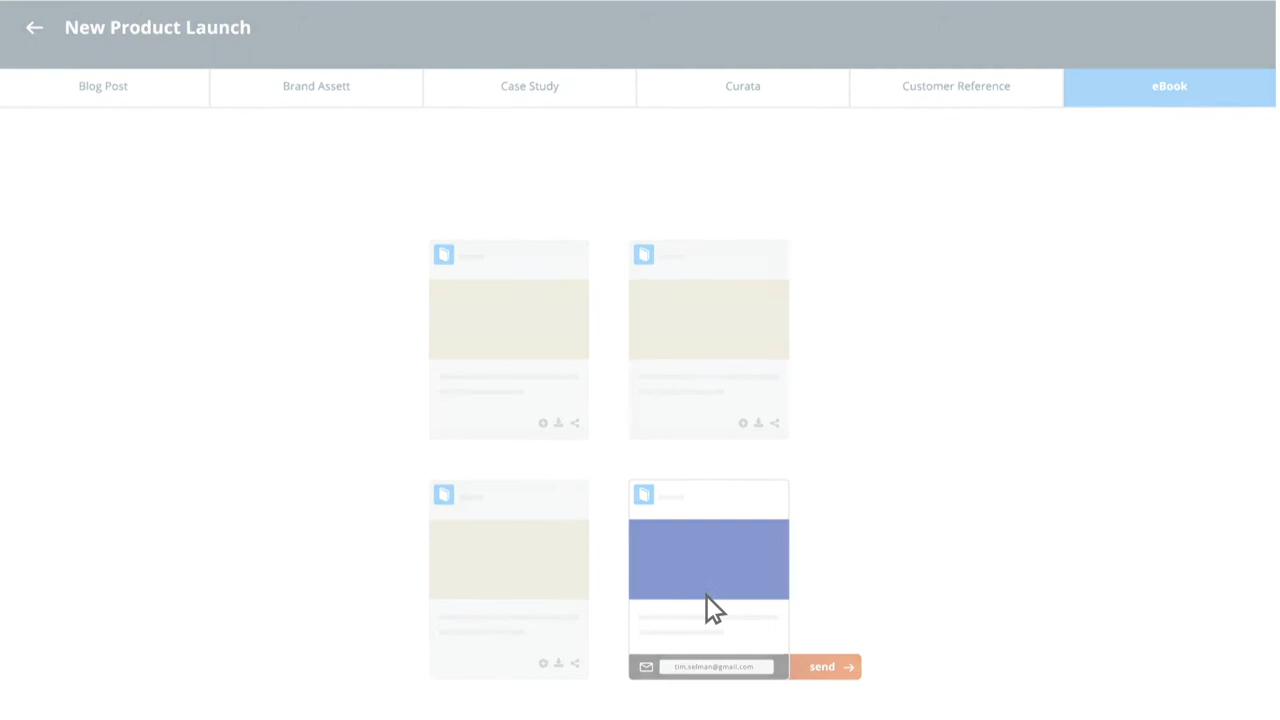 New Product Launch
Blog Post
Brand Assett
Case Study
Curata
Customer Reference
eBook
tim.selman@gmail.com
send